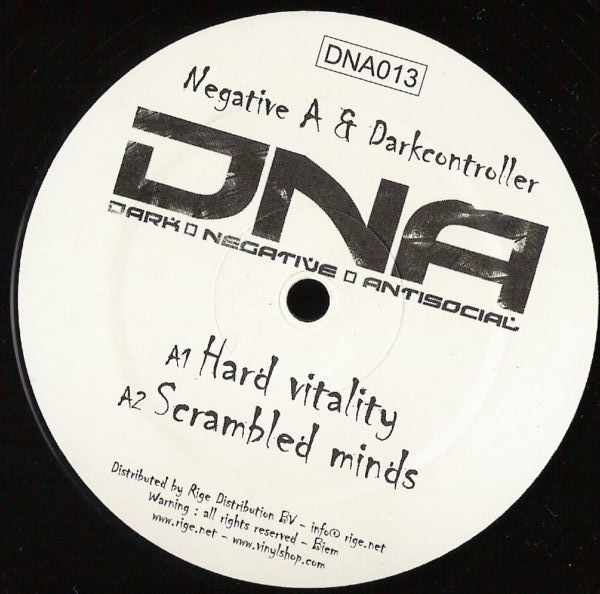 DNA013
Negative A & Darkcontroller
DNA
DARK▯NEGATIVE▯ANTISOCIAL
A1 Hard vitality
A2 Scrambled minds
Distributed by Rige Distribution BV - info@ rige.net
Warning : all rights reserved - Biem
www.rige.net - www.vinylshop.com